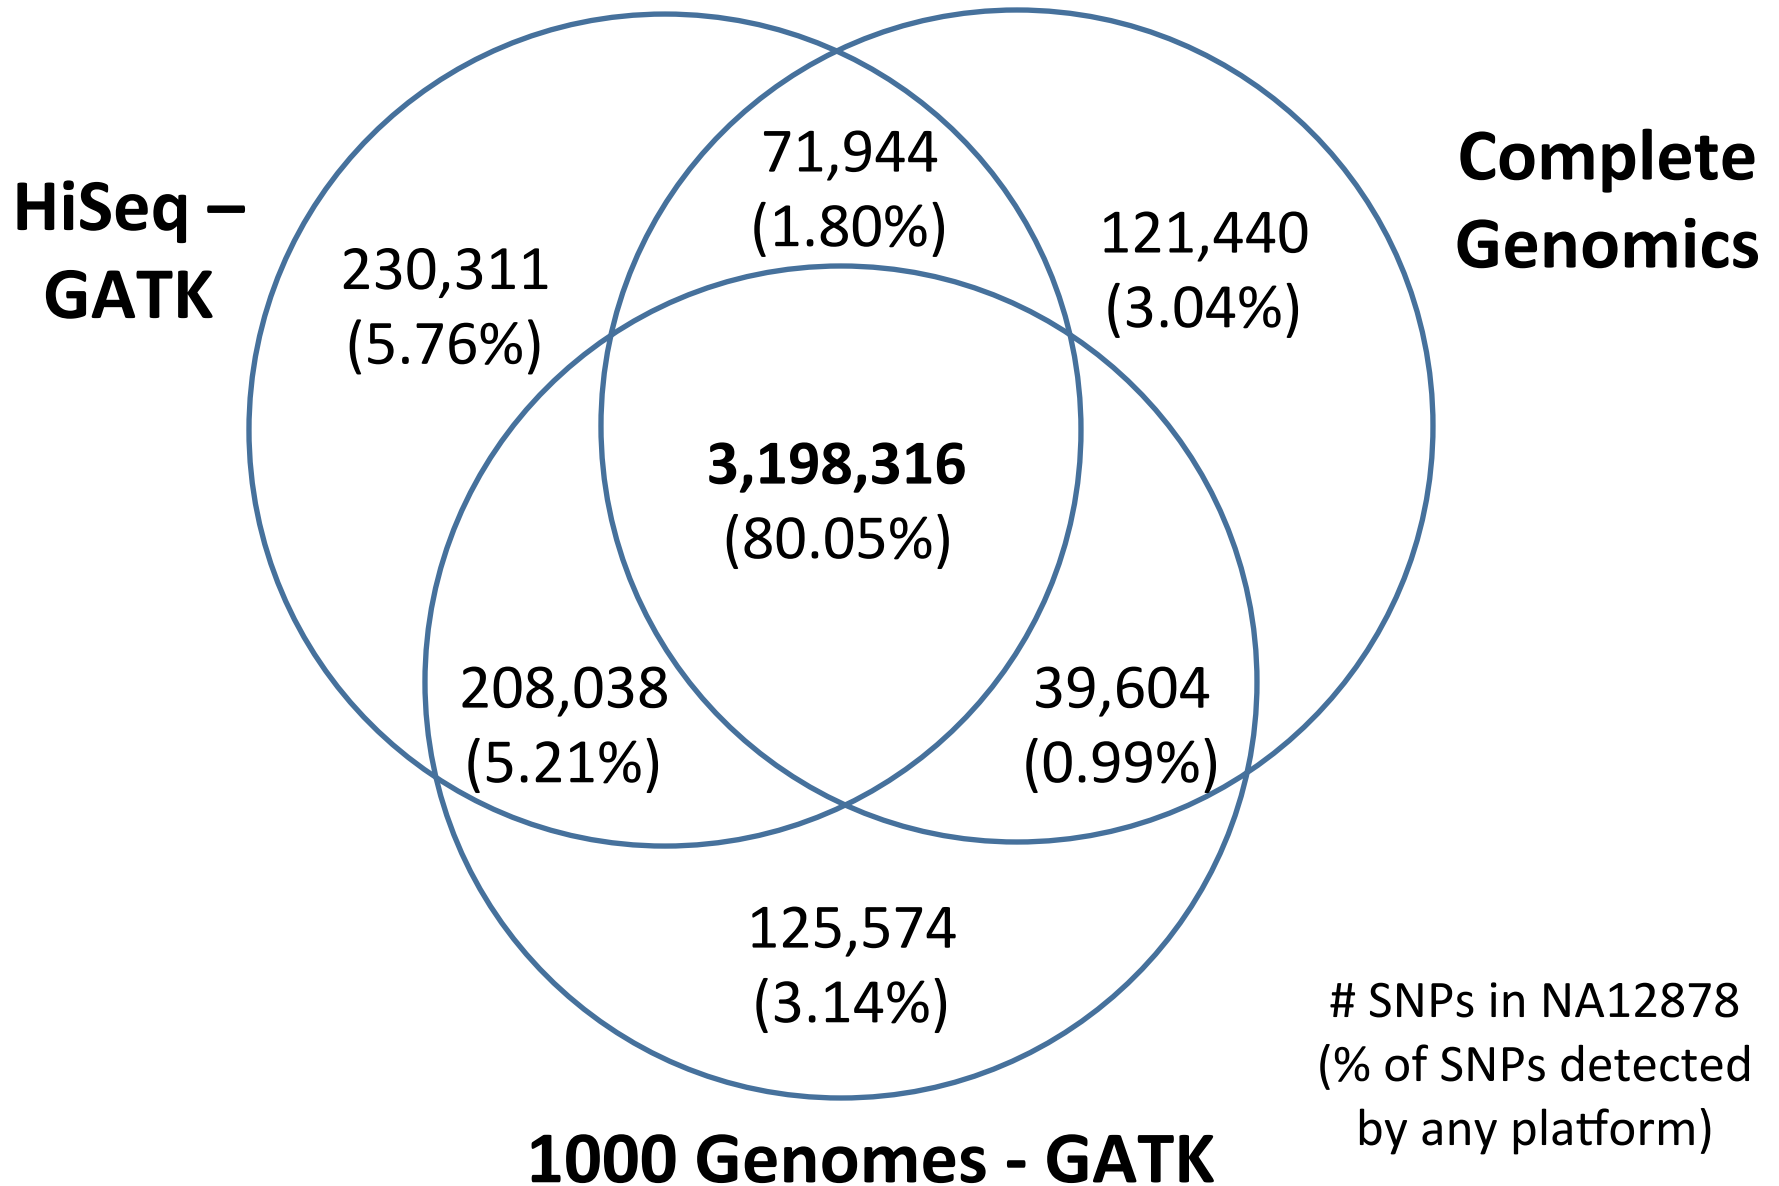 HiSeq –
GATK
230,311
(5.76%)
71,944
(1.80%)
121,440
(3.04%)
Complete
Genomics
3,198,316
(80.05%)
208,038
(5.21%)
39,604
(0.99%)
125,574
(3.14%)
1000 Genomes - GATK
# SNPs in NA12878
(% of SNPs detected
by any platform)